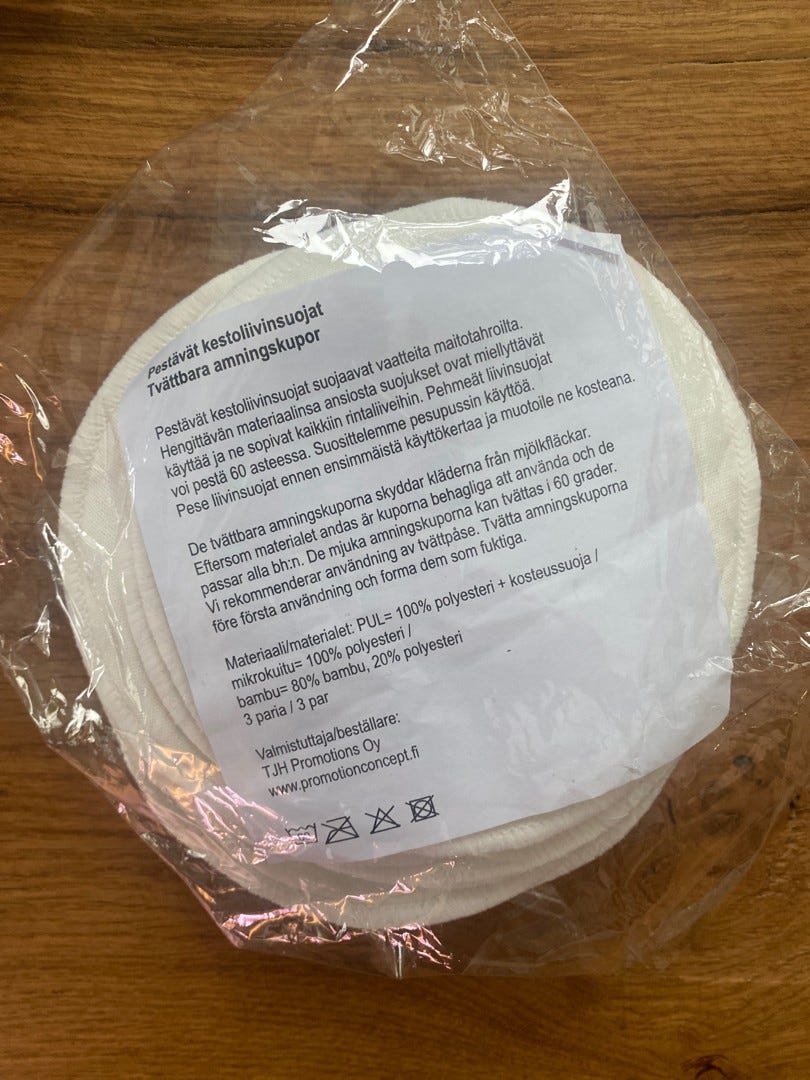 Pestävät kestoliivinsuojat
Tvättbara amningskupor
Pestävät kestoliivinsuojat suojaavat vaatteita maitotahroilta.
Hengittävän materiaalinsa ansiosta suojukset ovat miellyttävät
käyttää ja ne sopivat kaikkiin rintaliiveihin. Pehmeät liivinsuojat
voi pestä 60 asteessa. Suosittelemme pesupussin käyttöä.
Pese liivinsuojat ennen ensimmäistä käyttökertaa ja muotoile ne kosteana.
De tvättbara amningskuporna skyddar kläderna från mjölkfläckar.
Eftersom materialet andas är kuporna behagliga att använda och de
passar alla bh:n. De mjuka amningskuporna kan tvättas i 60 grader.
Vi rekommenderar användning av tvättpåse. Tvätta amningskuporna
före första användning och forma dem som fuktiga.
Materiaali/materialet: PUL= 100% polyesteri + kosteussuoja /
mikrokuitu= 100% polyesteri /
bambu= 80% bambu, 20% polyesteri
3 paria / 3 par
Valmistuttaja/beställare:
TJH Promotions Oy
www.promotionconcept.fi